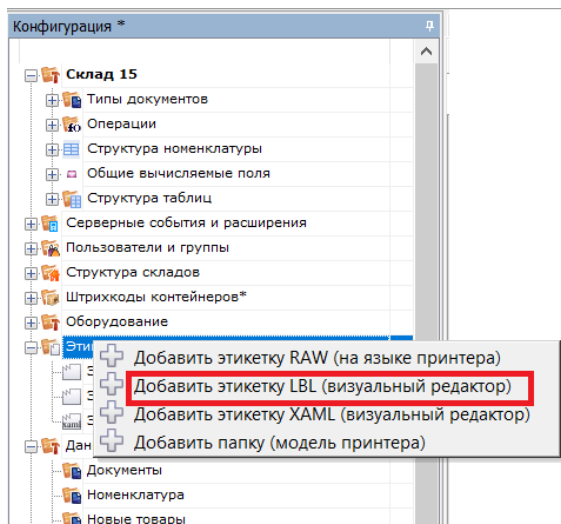 Конфигурация *
Склад 15
Типы документов
Операции
Структура номенклатуры
Общие вычисляемые поля
Структура таблиц
Серверные события и расширения
Пользователи и группы
Структура складов
Штрихкоды контейнеров*
Оборудование
Добавить этикетку RAW (на языке принтера)
Добавить этикетку LBL (визуальный редактор)
Добавить этикетку XAML (визуальный редактор)
Добавить папку (модель принтера)
Документы
Номенклатура
Новые товары